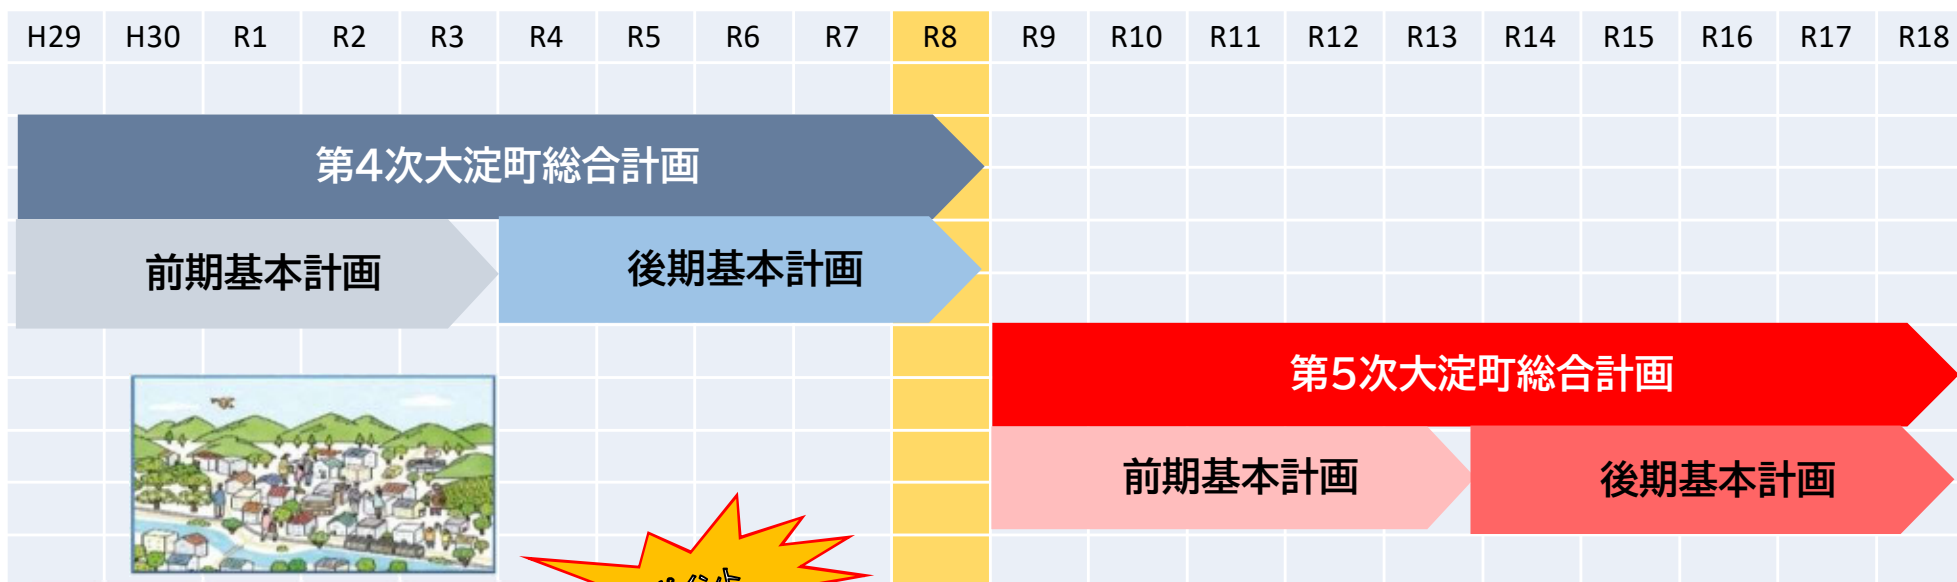 H29 H30 R1 R2 R3 R4 R5 R6 R7 R8 R9 R10 R11 R12 R13 R14 R15 R16 R17 R18
第4次大淀町総合計画
前期基本計画 後期基本計画
第5次大淀町総合計画
前期基本計画 後期基本計画